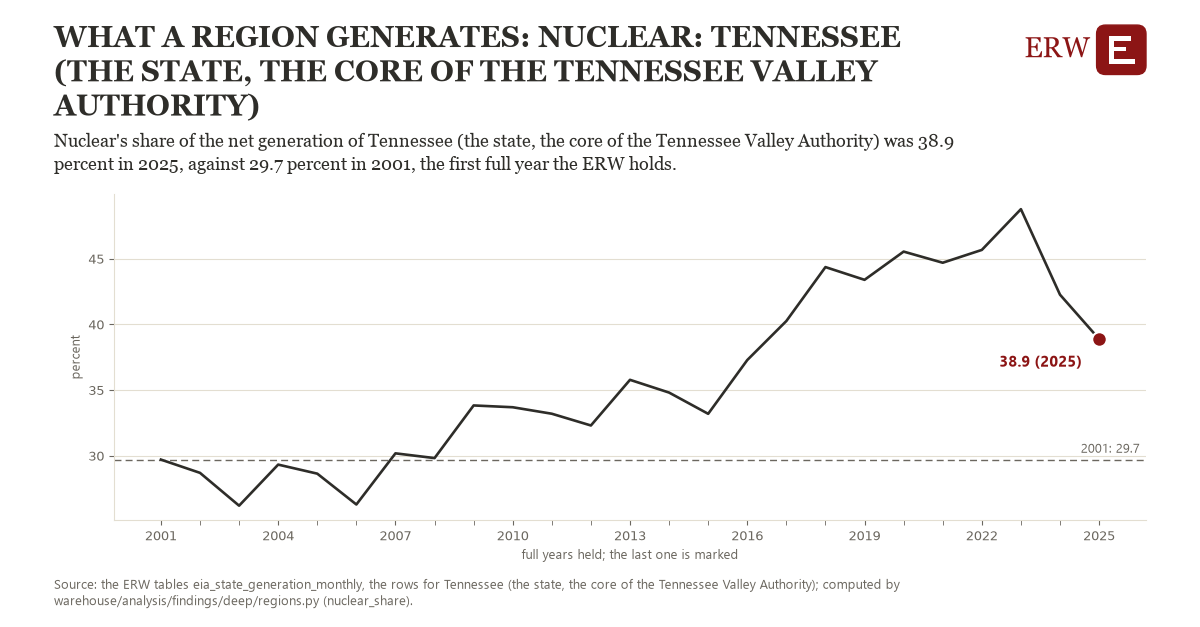 WHAT A REGION GENERATES: NUCLEAR: TENNESSEE
(THE STATE, THE CORE OF THE TENNESSEE VALLEY
AUTHORITY)
ERW E
Nuclear's share of the net generation of Tennessee (the state, the core of the Tennessee Valley Authority) was 38.9
percent in 2025, against 29.7 percent in 2001, the first full year the ERW holds.
45
40
35
30
percent
38.9 (2025)
2001: 29.7
2001 2004 2007 2010 2013 2016 2019 2022 2025
full years held; the last one is marked
Source: the ERW tables eia_state_generation_monthly, the rows for Tennessee (the state, the core of the Tennessee Valley Authority); computed by
warehouse/analysis/findings/deep/regions.py (nuclear_share).